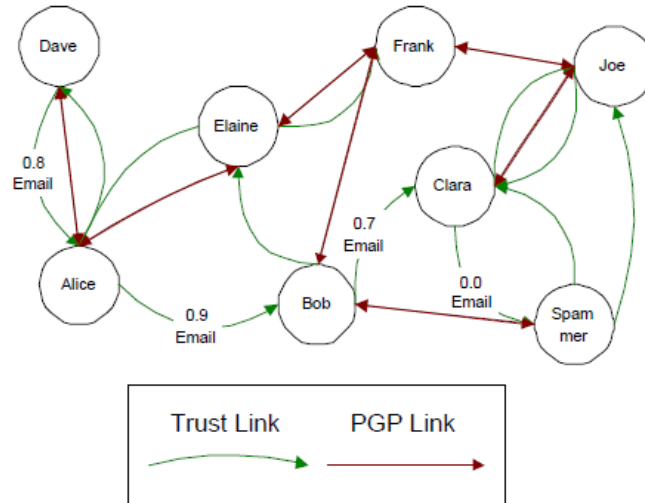 Dave
Frank
Joe
Elaine
0.8
Email
Clara
0.7
Email
Alice
0.0
Email
Bob
0.9
Email
Spam
mer
Trust Link
PGP Link